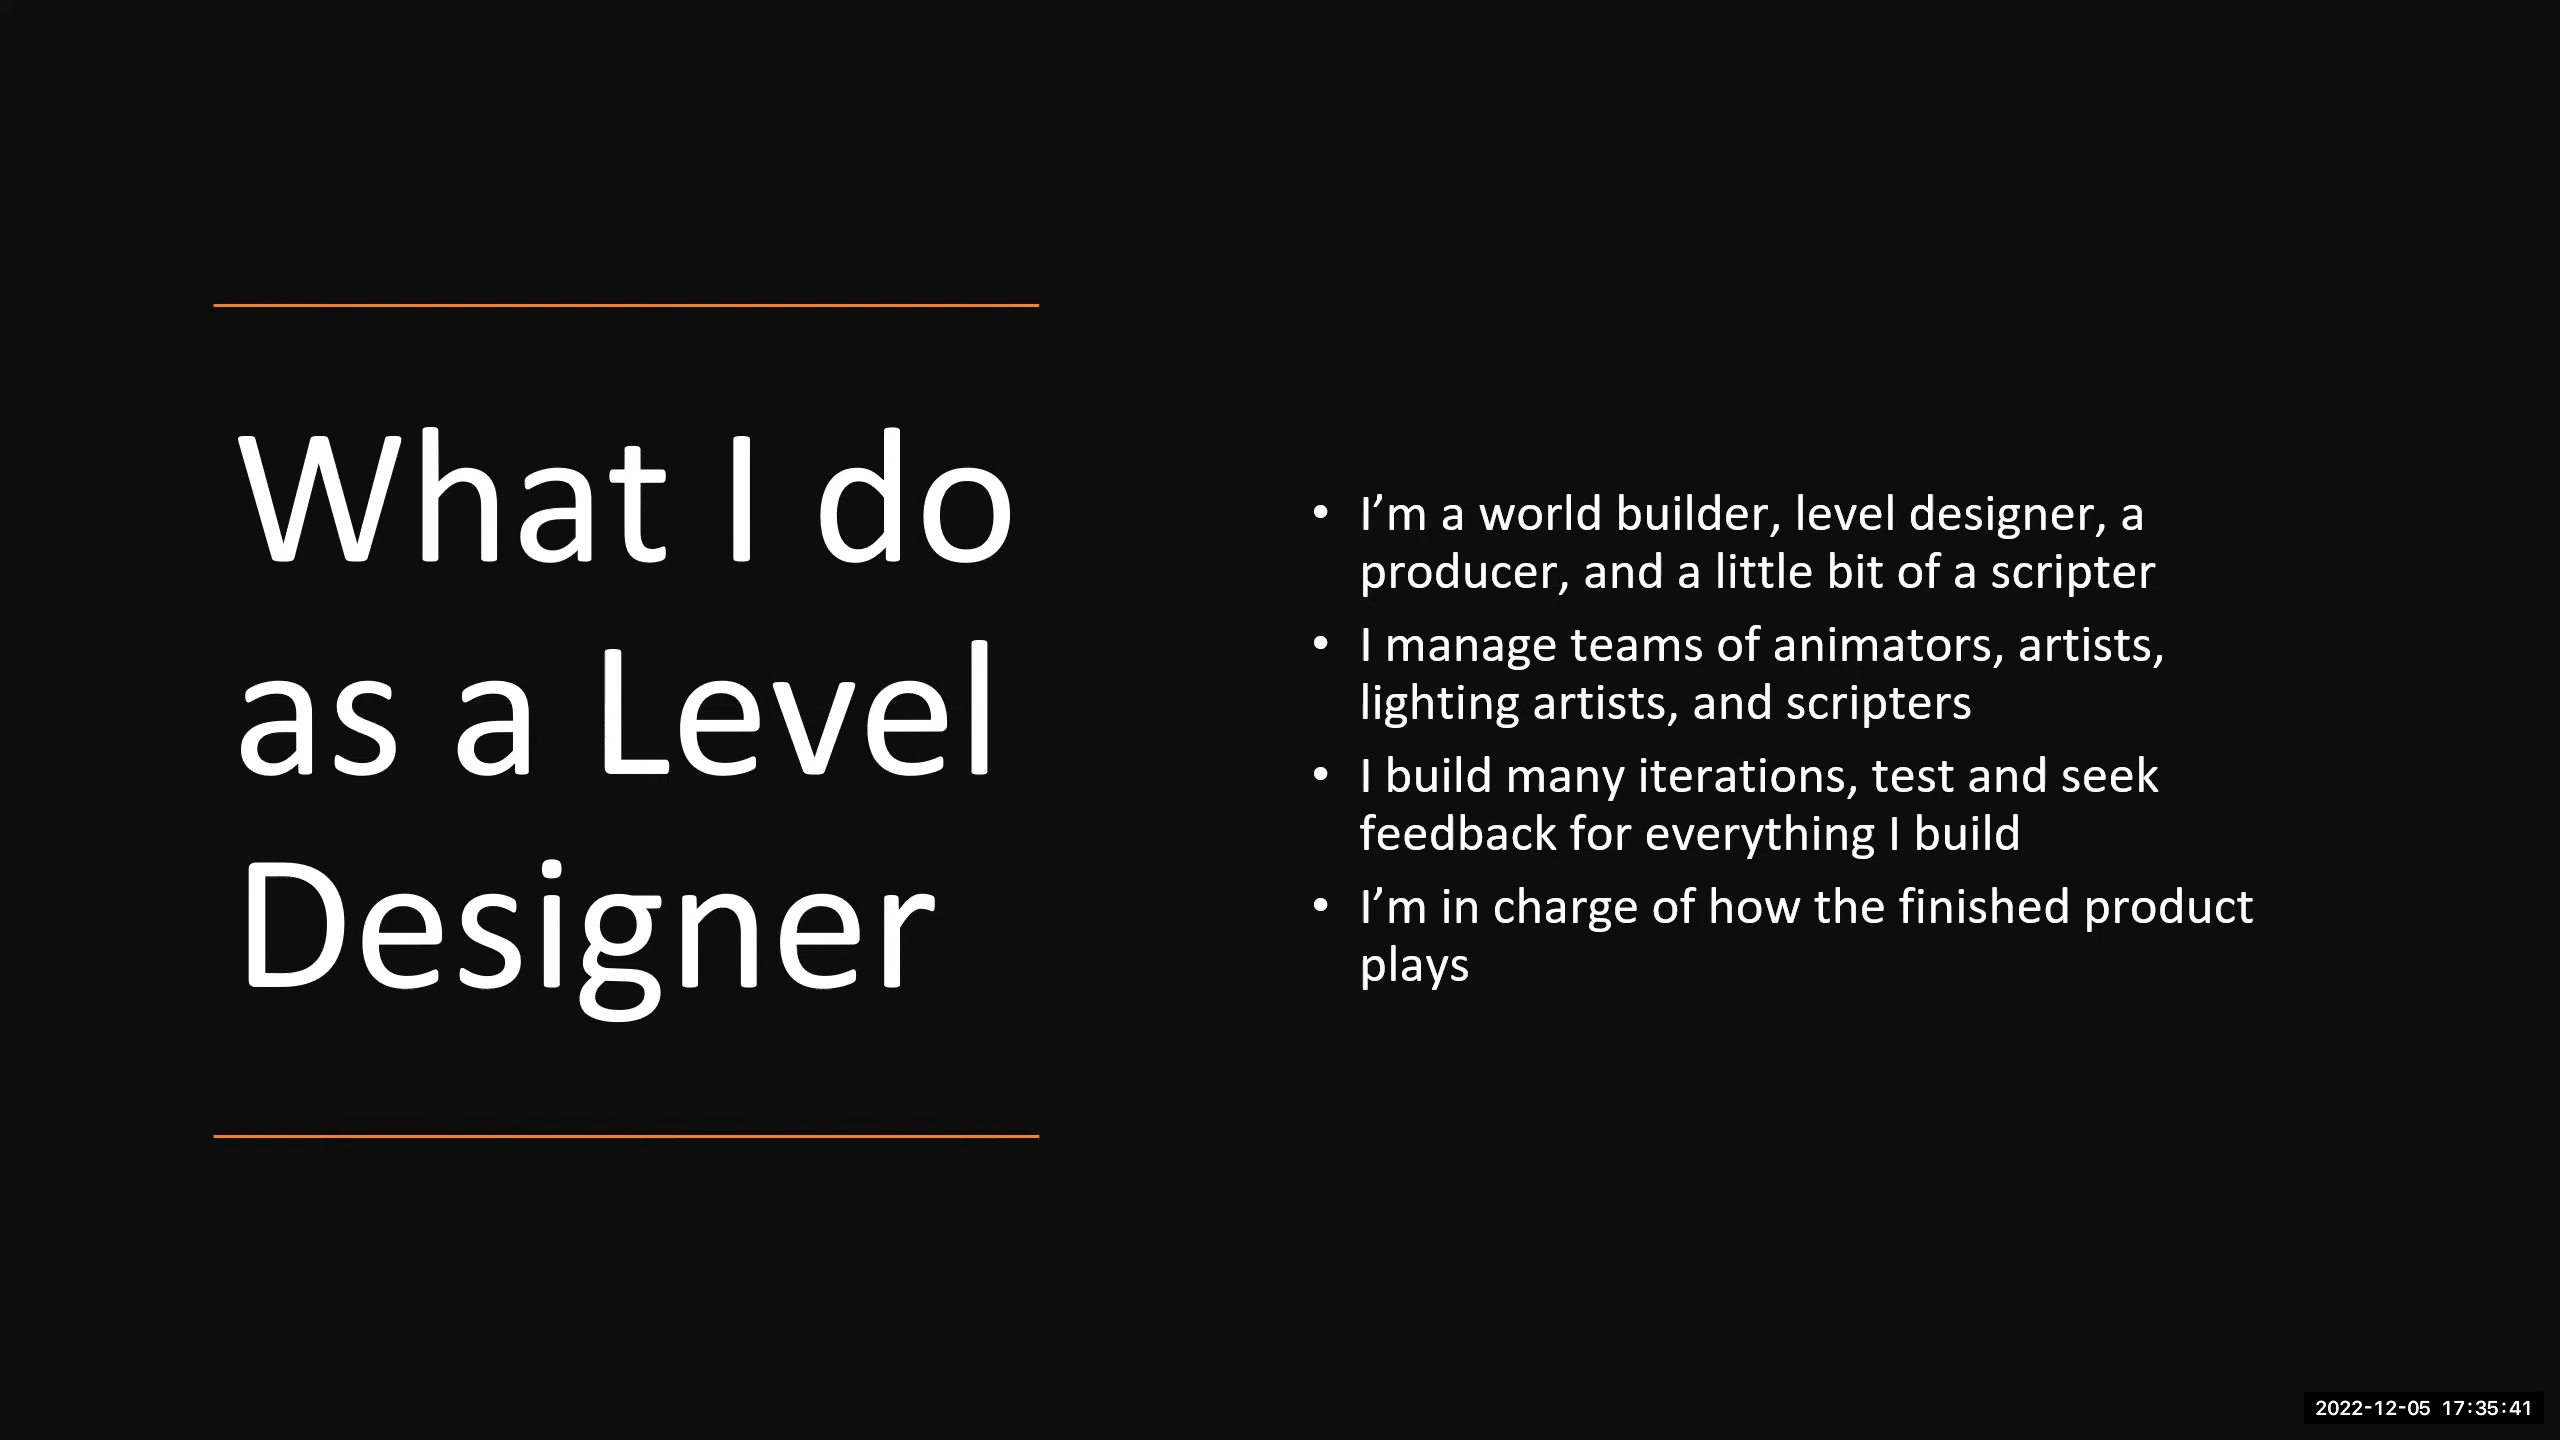 What I do
as a Level
Designer
• I’m a world builder, level designer, a
producer, and a little bit of a scripter
• I manage teams of animators, artists,
lighting artists, and scripters
• I build many iterations, test and seek
feedback for everything I build
• I’m in charge of how the finished product
plays
2022-12-05 17:35:41